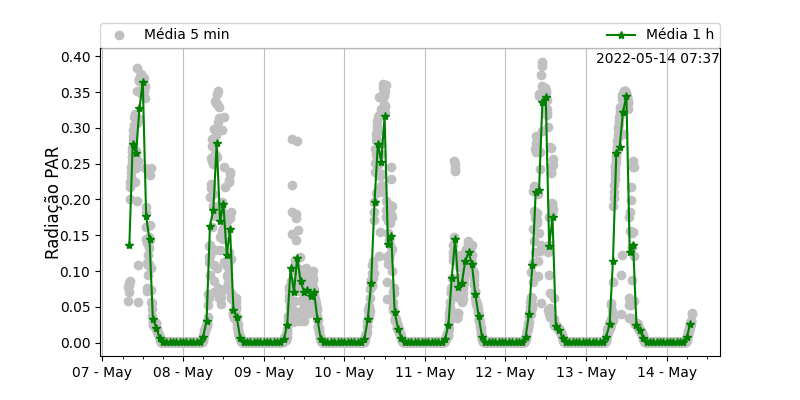 Média 5 min
Média 1 h
2022-05-14 07:37
Radiação PAR
0.40
0.35
0.30
0.25
0.20
0.15
0.10
0.05
0.00
07 - May
08 - May
09 - May
10 - May
11 - May
12 - May
13 - May
14 - May